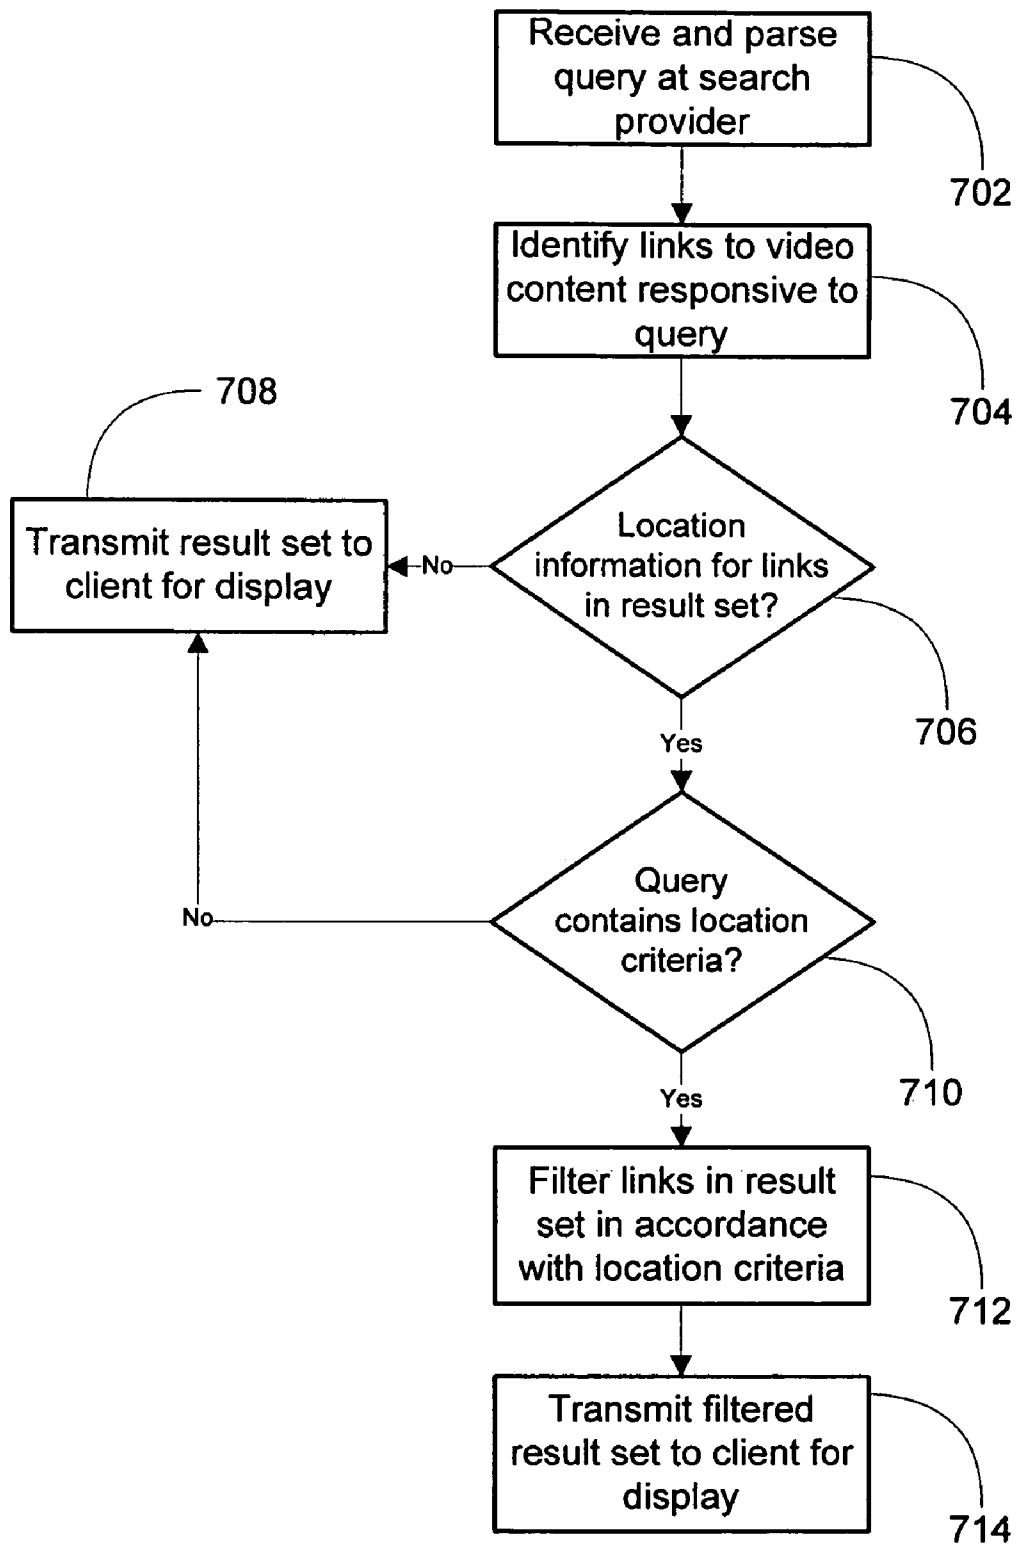 Receive and parse
query at search
provider
702
Identify links to video
content responsive to
query
704
708
Transmit result set to
client for display
No
Location
information for links
in result set?
706
Yes
Query
contains location
criteria?
No
710
Yes
Filter links in result
set in accordance
with location criteria
712
Transmit filtered
result set to client for
display
714